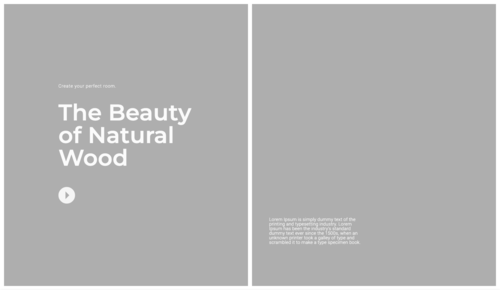 Create your perfect room.
The Beauty
of Natural
Wood
Lorem Ipsum is simply dummy text of the
printing and typesetting industry. Lorem
Ipsum has been the industry's standard
dummy text ever since the 1500s, when an
unknown printer took a galley of type and
scrambled it to make a type specimen book.